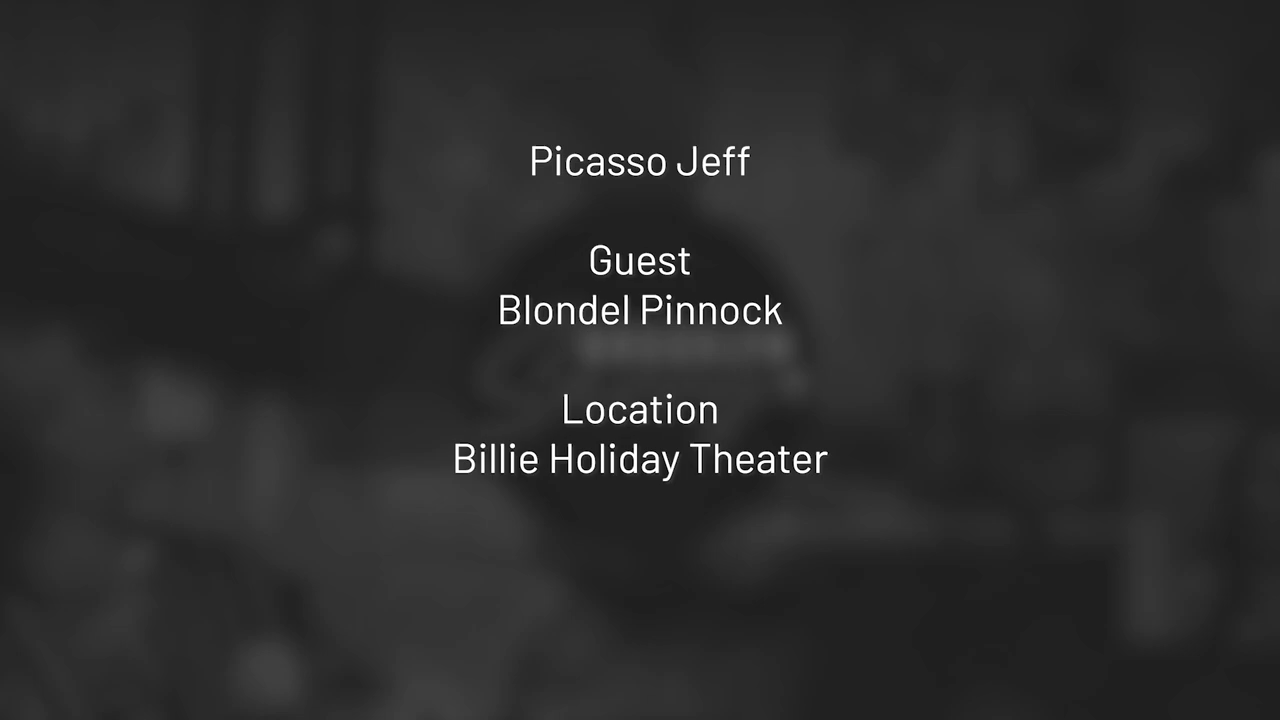 Picasso Jeff
Guest
Blondel Pinnock
Location
Billie Holiday Theater